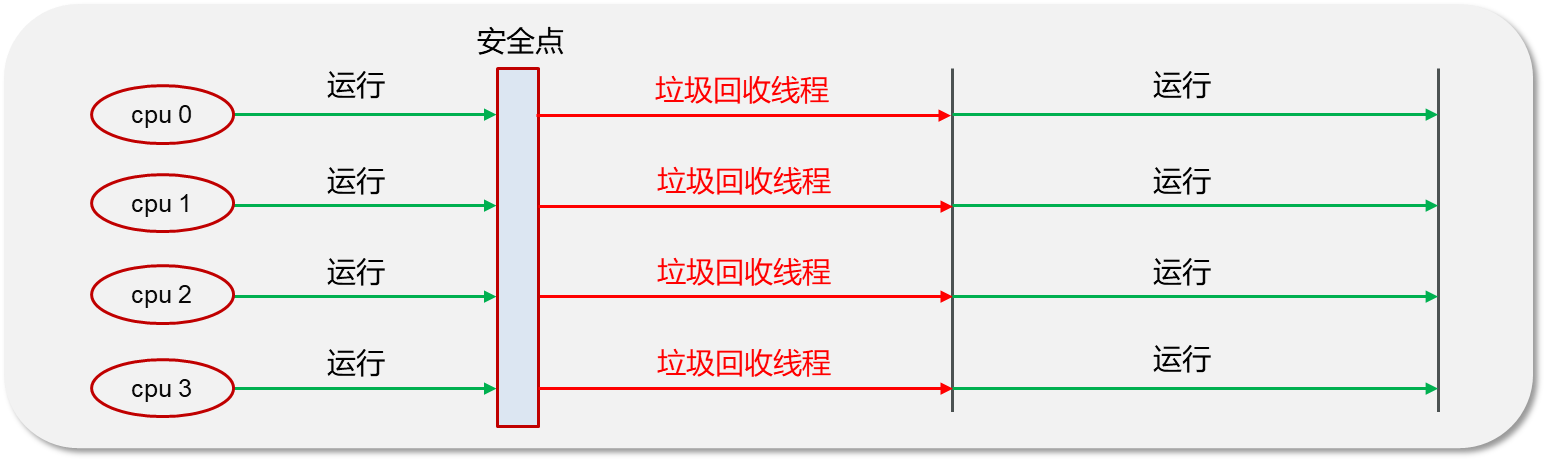 安全点
cpu 0 运行 垃圾回收线程 运行
cpu 1 运行 垃圾回收线程 运行
cpu 2 运行 垃圾回收线程 运行
cpu 3 运行 垃圾回收线程 运行